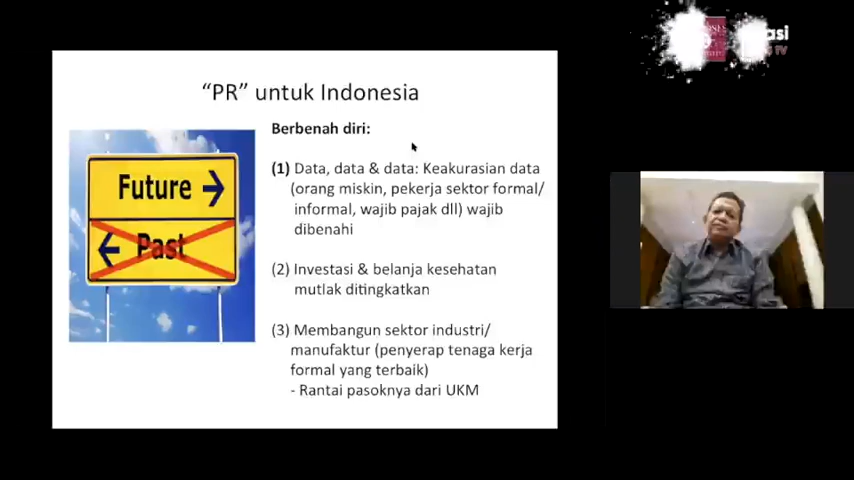 “PR” untuk Indonesia
Future
Past
Berbenah diri:
(1) Data, data & data: Keakurasian data
(orang miskin, pekerja sektor formal/
informal, wajib pajak dll) wajib
dibenahi
(2) Investasi & belanja kesehatan
mutlak ditingkatkan
(3) Membangun sektor industri/
manufaktur (penyerap tenaga kerja
formal yang terbaik)
- Rantai pasoknya dari UKM
TV